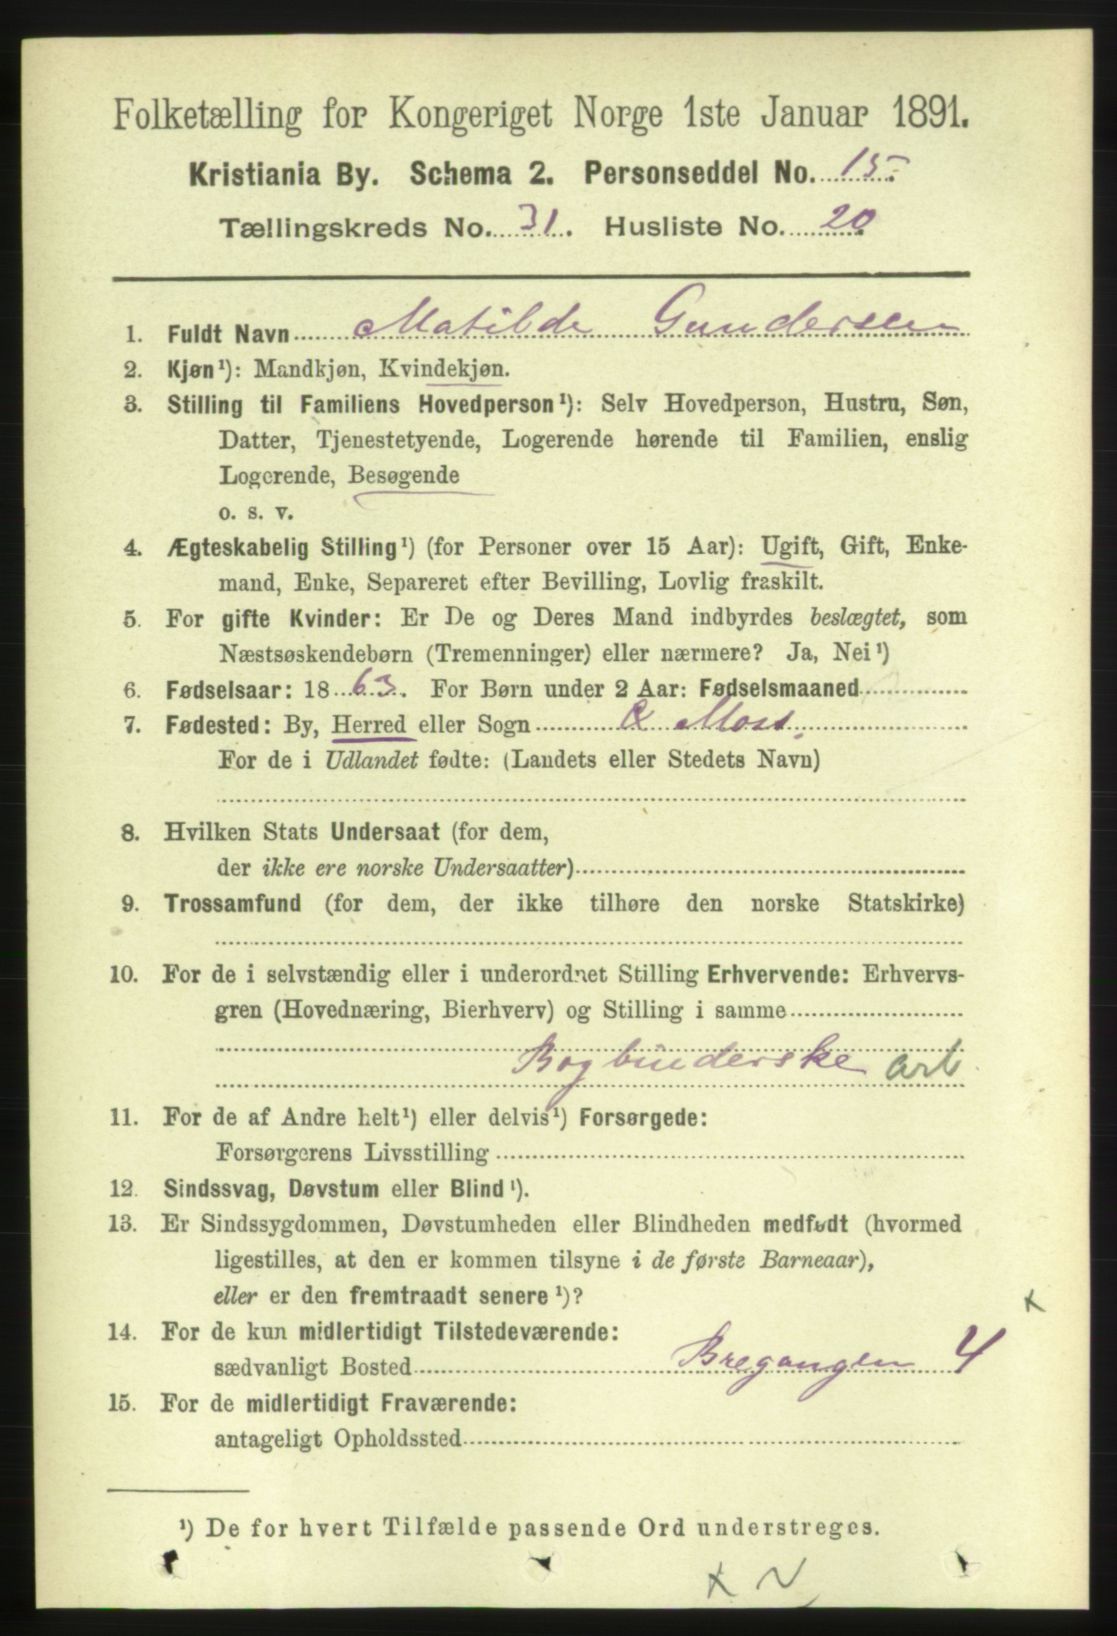 Folketælling for Kongeriget Norge 1ste Januar 1891.
Kristiania By. Schema 2. Personseddel No. 15.
Tællingskreds No. 31. Husliste No. 20
1. Fuldt Navn Matilde Gundersen
2. Kjøn¹): Mandkjøn, Kvindekjøn.
3. Stilling til Familiens Hovedperson¹): Selv Hovedperson, Hustru, Søn,
Datter, Tjenestetyende, Logerende hørende til Familien, enslig
Logerende, Besøgende
o. s. v.
4. Ægteskabelig Stilling¹) (for Personer over 15 Aar): Ugift, Gift, Enke-
mand, Enke, Separeret efter Bevilling, Lovlig fraskilt.
5. For gifte Kvinder: Er De og Deres Mand indbyrdes beslægtet, som
Næstsøskendebørn (Tremenninger) eller nærmere? Ja, Nei¹)
6. Fødselsaar: 1863. For Børn under 2 Aar: Fødselsmaaned
7. Fødested: By, Herred eller Sogn Moss.
For de i Udlandet fødte: (Landets eller Stedets Navn)
8. Hvilken Stats Undersaat (for dem,
der ikke ere norske Undersaatter)
9. Trossamfund (for dem, der ikke tilhøre den norske Statskirke)
10. For de i selvstændig eller i underordnet Stilling Erhvervende: Erhvervs-
gren (Hovednæring, Bierhverv) og Stilling i samme
Bogbinderske arb
11. For de af Andre helt¹) eller delvis¹) Forsørgede:
Forsørgerens Livsstilling
12. Sindssvag, Døvstum eller Blind¹).
13. Er Sindssygdommen, Døvstumheden eller Blindheden medfødt (hvormed
ligestilles, at den er kommen tilsyne i de første Barneaar),
eller er den fremtraadt senere¹)?
x
14. For de kun midlertidigt Tilstedeværende:
sædvanligt Bosted Bregangen 4
15. For de midlertidigt Fraværende:
antageligt Opholdssted
¹) De for hvert Tilfælde passende Ord understreges.
x N